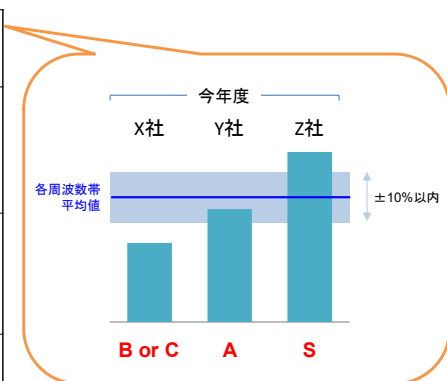 今年度
X社 Y社 Z社
各周波数帯
平均値
±10%以内
B or C A S